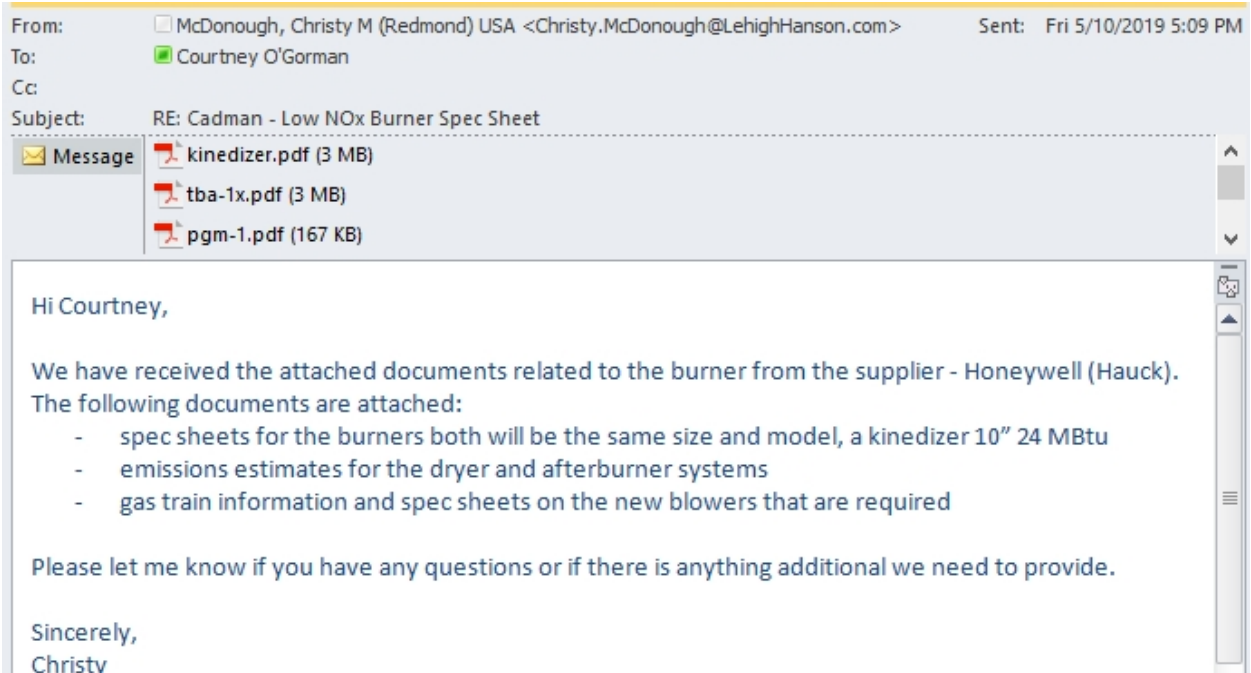 From: McDonough, Christy M (Redmond) USA <Christy.McDonough@LehighHanson.com> Sent: Fri 5/10/2019 5:09 PM
To: Courtney O'Gorman
Cc:
Subject: RE: Cadman - Low NOx Burner Spec Sheet
Message
kinedizer.pdf (3 MB)
tba-1x.pdf (3 MB)
pgm-1.pdf (167 KB)
Hi Courtney,
We have received the attached documents related to the burner from the supplier - Honeywell (Hauck).
The following documents are attached:
- spec sheets for the burners both will be the same size and model, a kinedizer 10” 24 MBtu
- emissions estimates for the dryer and afterburner systems
- gas train information and spec sheets on the new blowers that are required
Please let me know if you have any questions or if there is anything additional we need to provide.
Sincerely,
Christy